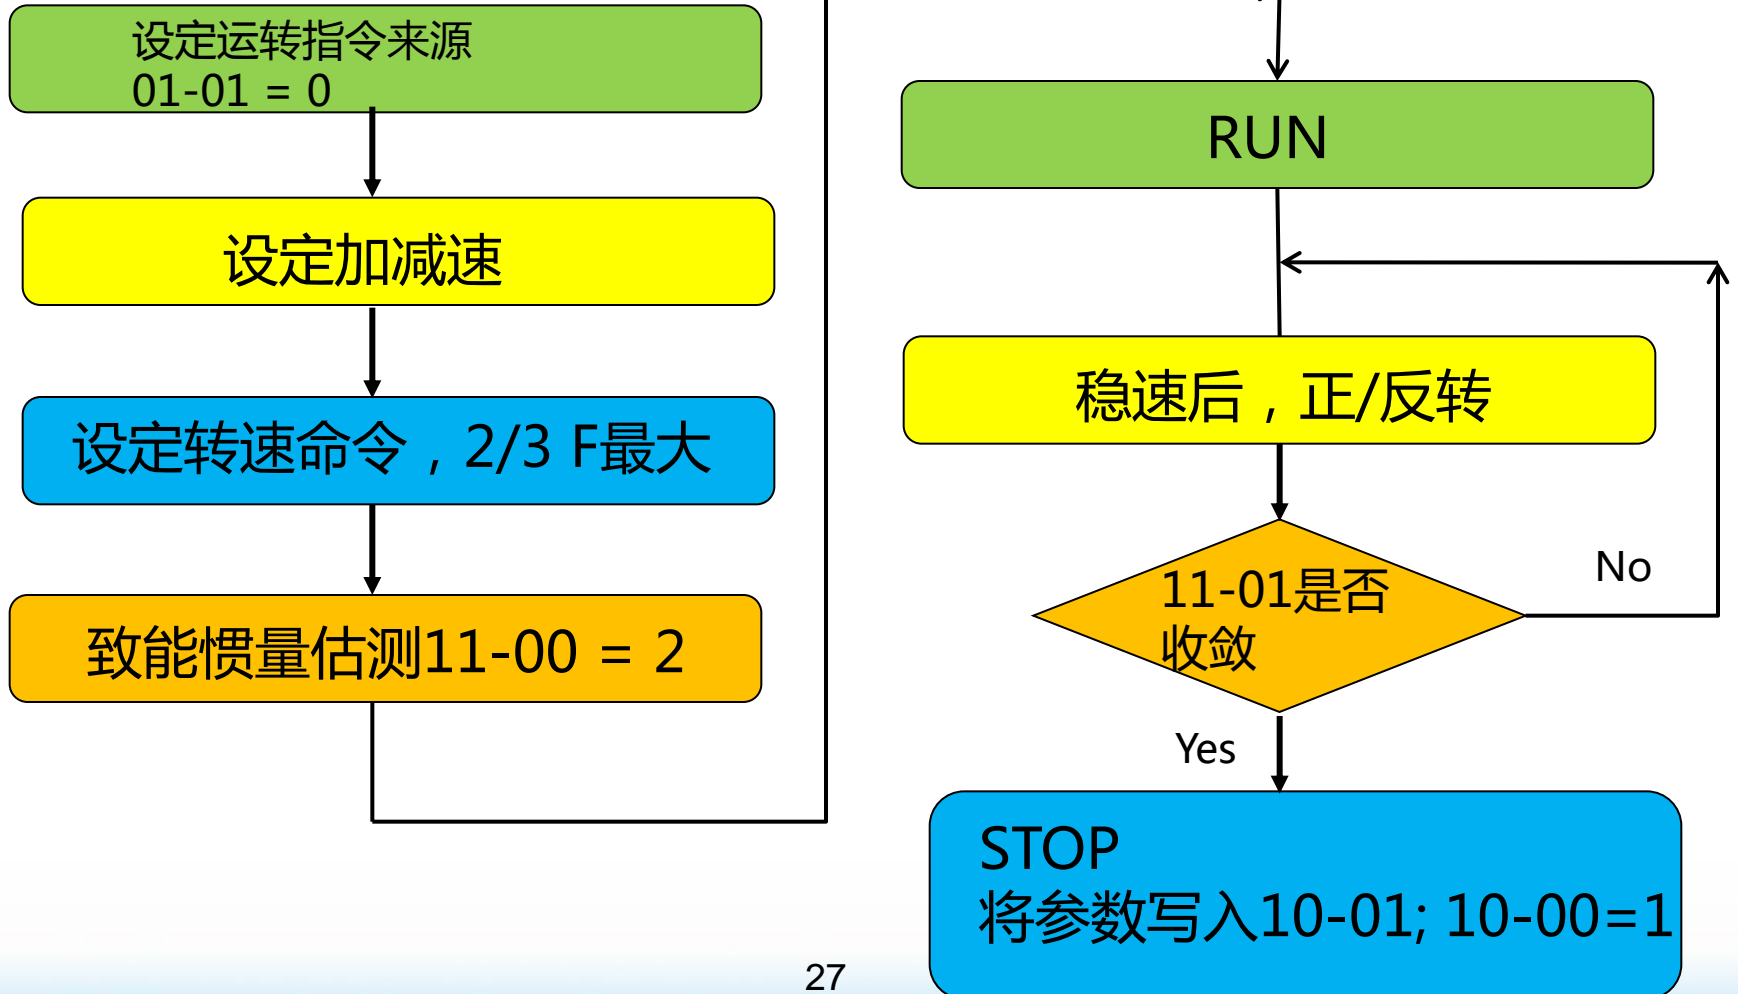 设定运转指令来源
01-01 = 0
设定加减速
设定转速命令，2/3 F最大
致能惯量估测11-00 = 2
RUN
稳速后，正/反转
11-01是否
收敛
No
Yes
STOP
将参数写入10-01; 10-00=1
27